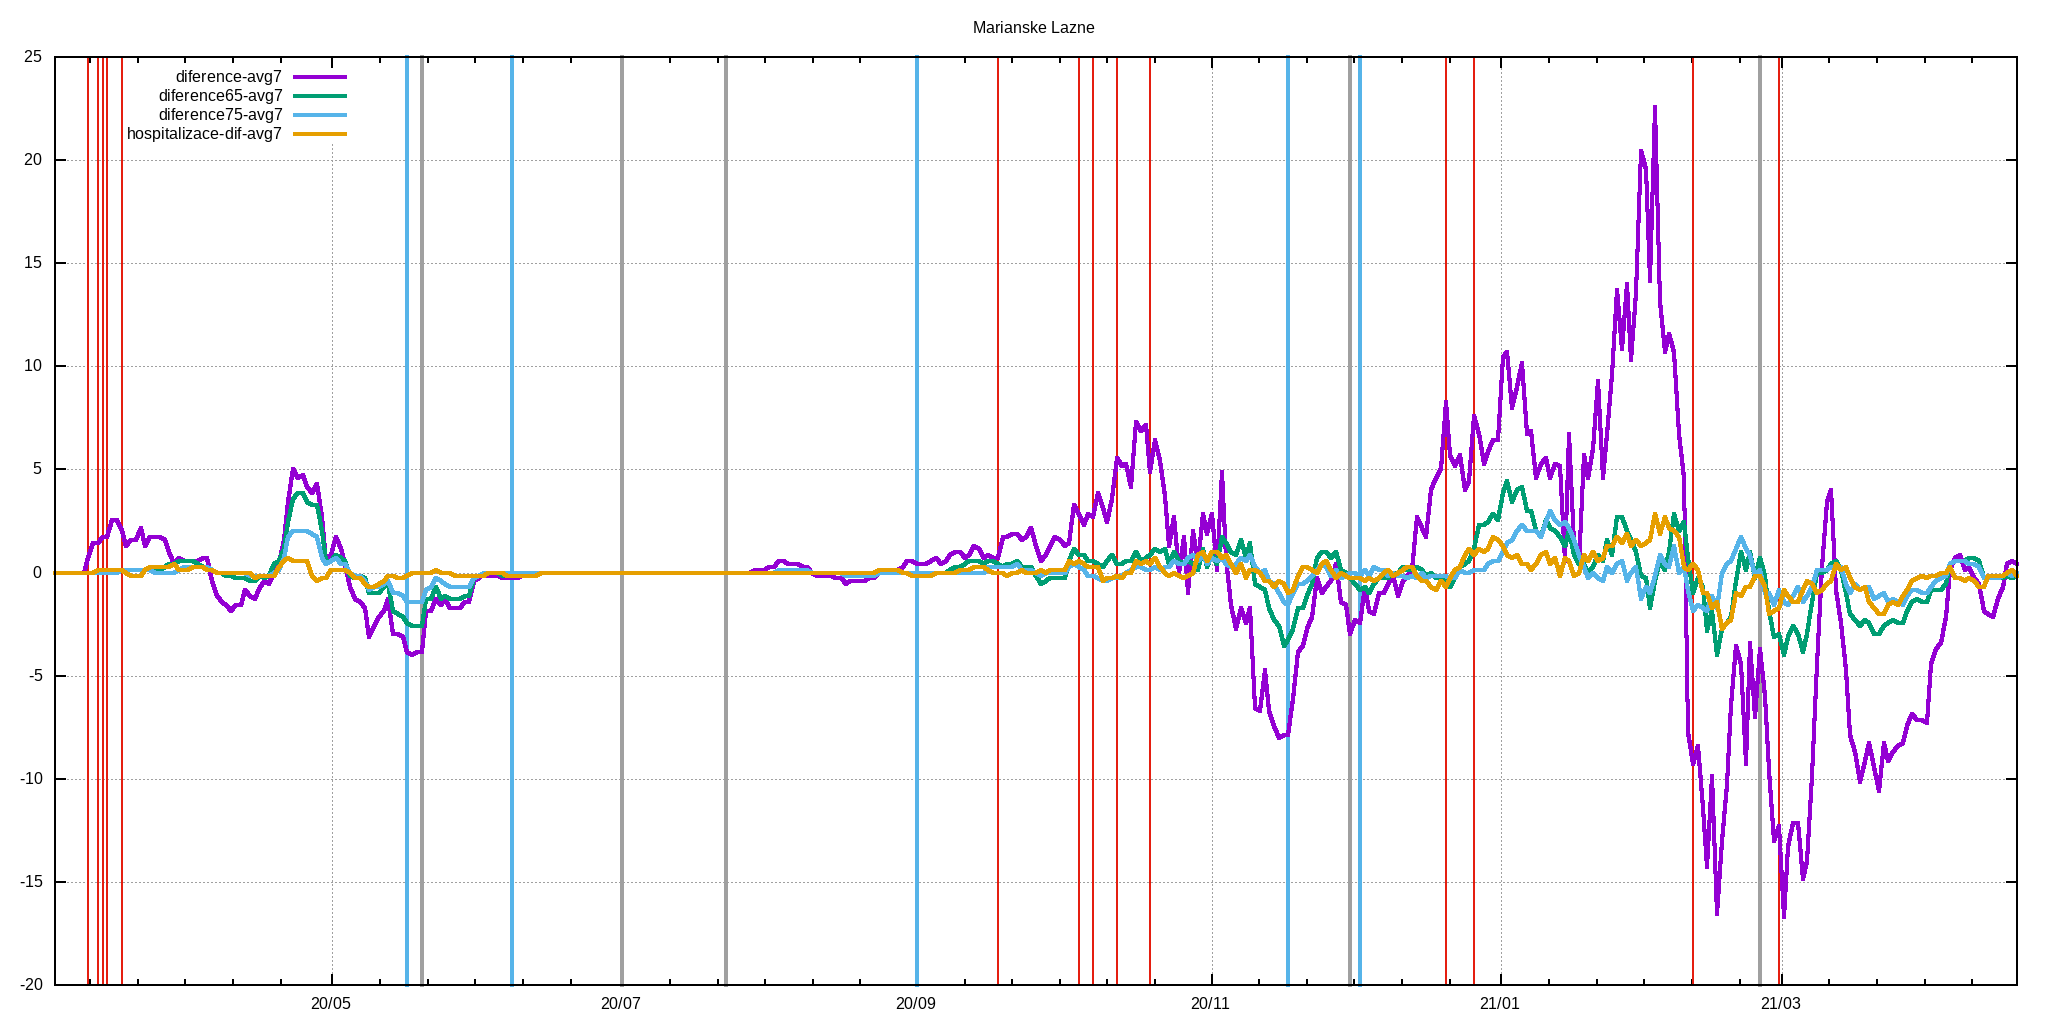 Marianske Lazne
diference-avg7
diference65-avg7
diference75-avg7
hospitalizace-dif-avg7
25
20
15
10
5
0
-5
-10
-15
-20
20/05 20/07 20/09 20/11 21/01 21/03